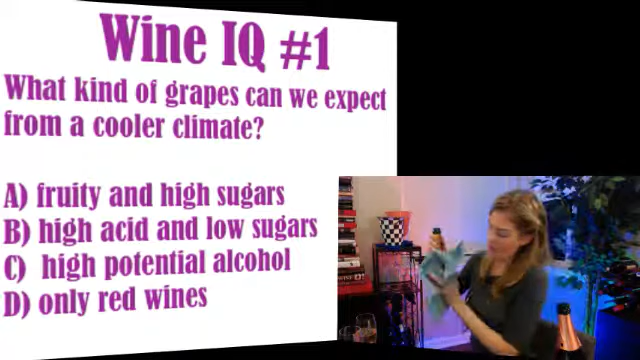 Wine IQ #1
What kind of grapes can we expect
from a cooler climate?
A) fruity and high sugars
B) high acid and low sugars
C) high potential alcohol
D) only red wines